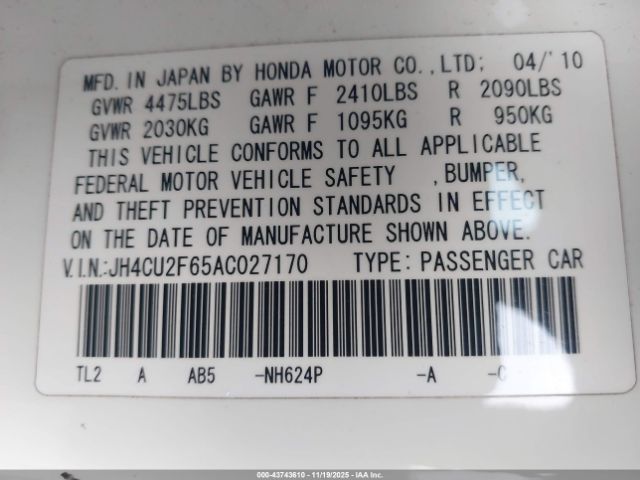 MFD. IN JAPAN BY HONDA MOTOR CO.,LTD; 04/'10
GVWR 4475LBS GAWR F 2410LBS R 2090LBS
GVWR 2030KG GAWR F 1095KG R 950KG
THIS VEHICLE CONFORMS TO ALL APPLICABLE
FEDERAL MOTOR VEHICLE SAFETY ,BUMPER,
AND THEFT PREVENTION STANDARDS IN EFFECT
ON THE DATE OF MANUFACTURE SHOWN ABOVE.
V.I.N.:JH4CU2F65AC027170 TYPE:PASSENGER CAR
TL2 A AB5 -NH624P -A -C
000-43743610 - 11/19/2025 - IAA Inc.